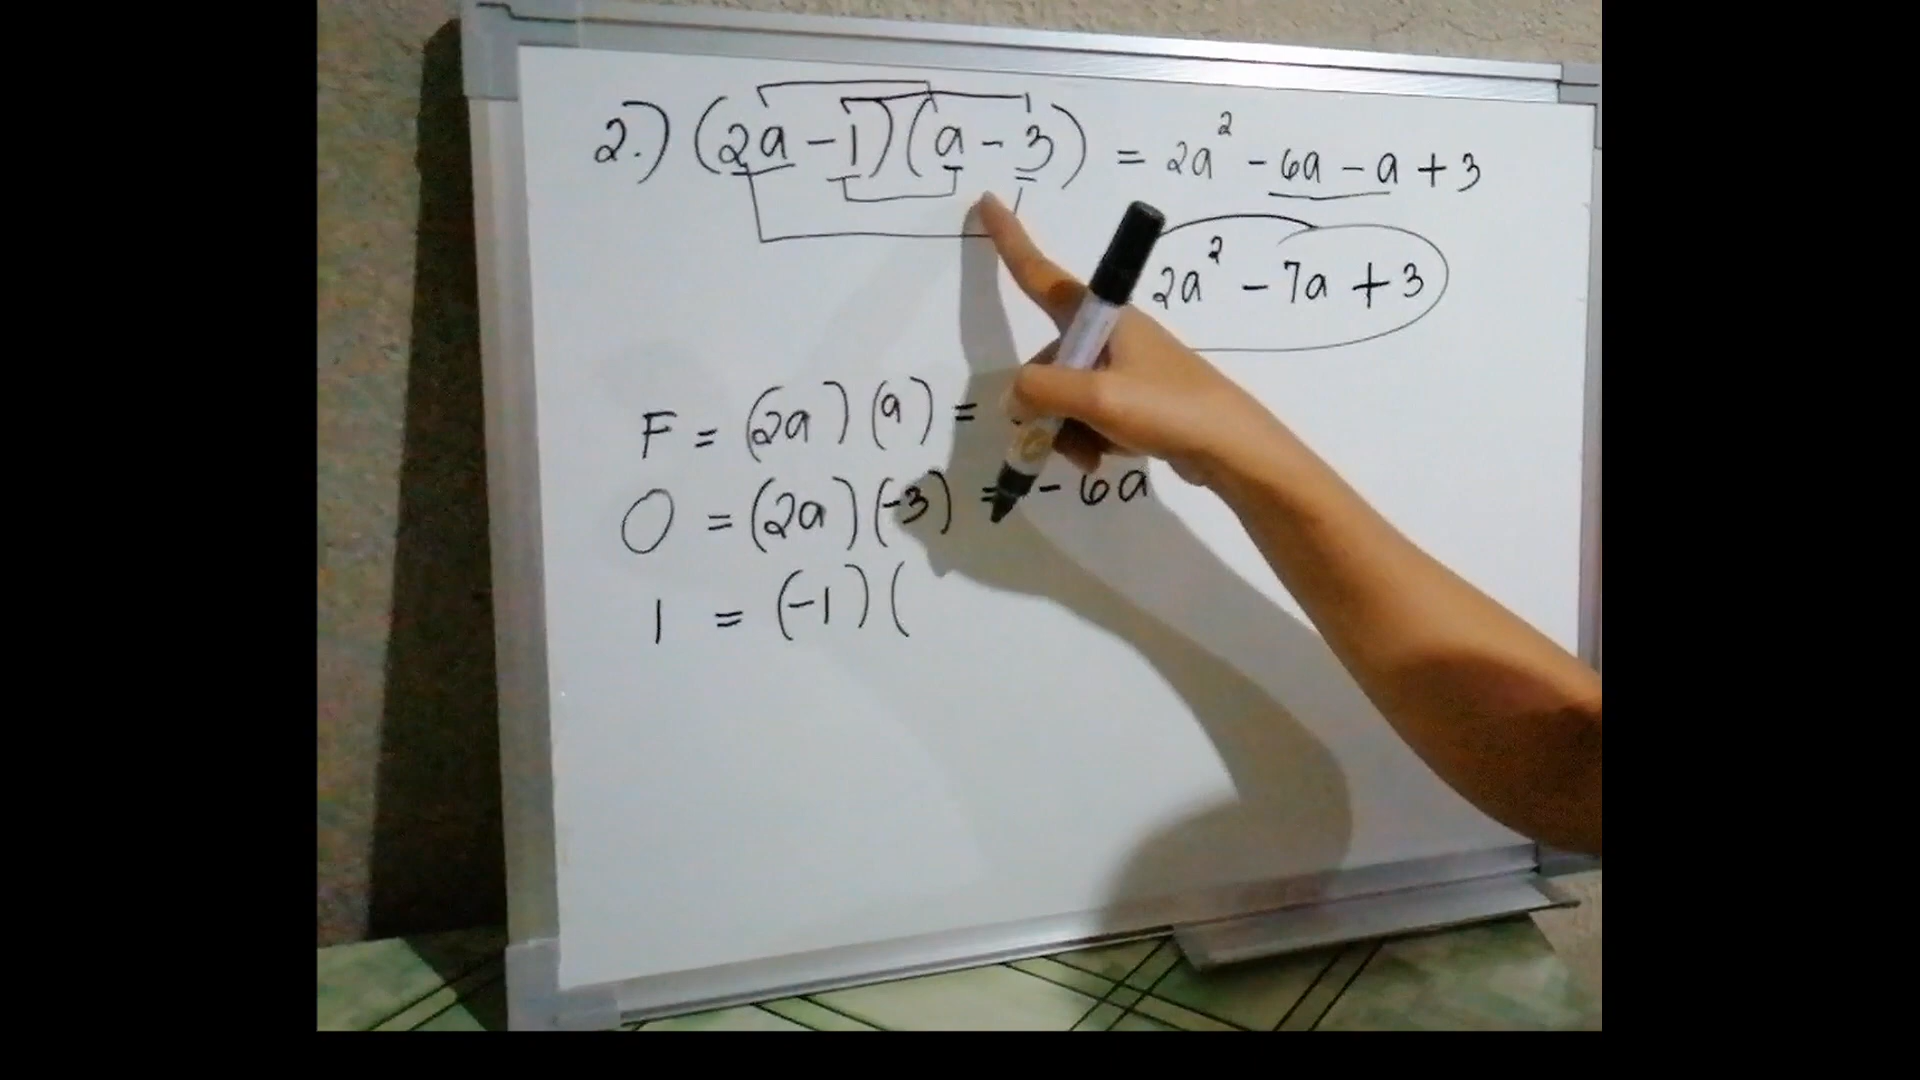 2.) (2a - 1)(a - 3) = 2a² - 6a - a + 3
2a² - 7a + 3
F = (2a)(a) =
O = (2a)(-3) = - 6a
I = (-1)(